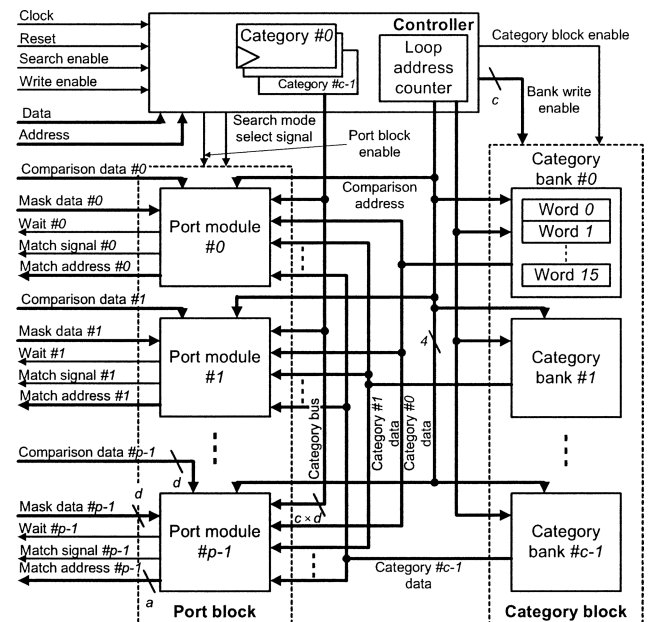 Clock
Reset
Search enable
Write enable
Data
Address
Controller
Category #0
Category #c-1
Loop
address
counter
Category block enable
c
Bank write
enable
Search mode
select signal
Port block
enable
Comparison data #0
Mask data #0
Wait #0
Match signal #0
Match address #0
Port module
#0
Comparison
address
Category
bank #0
Word 0
Word 1
Word 15
Comparison data #1
Mask data #1
Wait #1
Match signal #1
Match address #1
Port module
#1
4
Category
bank #1
Category bus
Category #1
data
Category #0
data
Comparison data #p-1
d
d
Mask data #p-1
Wait #p-1
Match signal #p-1
Match address #p-1
a
Port module
#p-1
c × d
Category #c-1
data
Category
bank #c-1
Port block
Category block